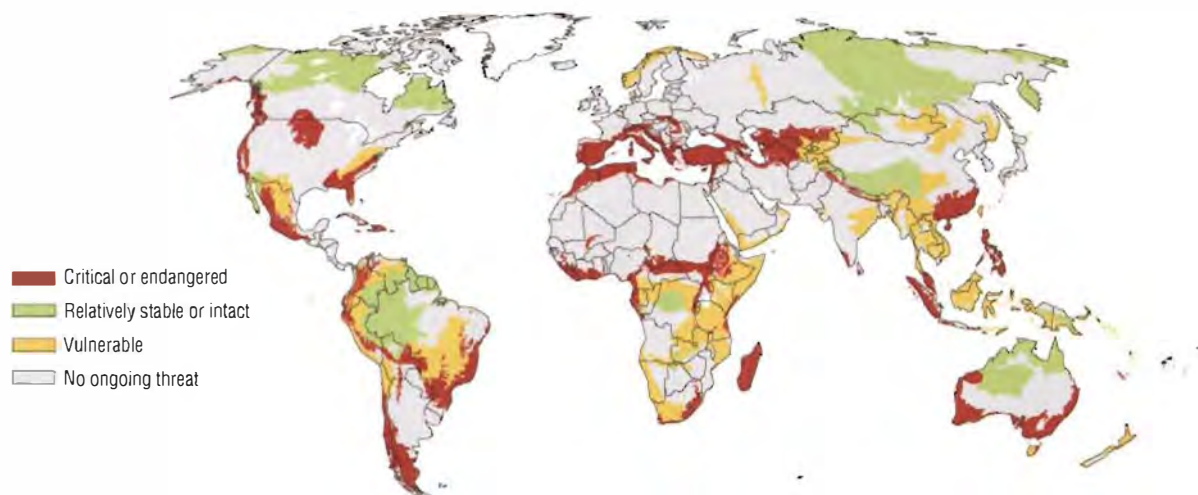 Critical or endangered
Relatively stable or intact
Vulnerable
No ongoing threat